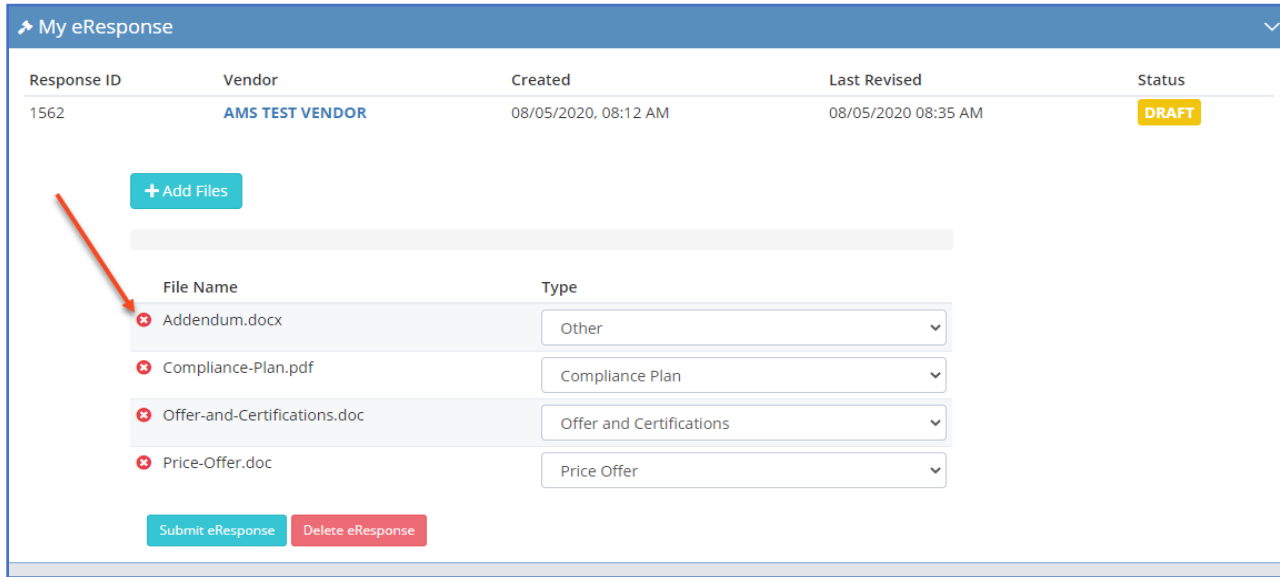 My eResponse
Response ID Vendor Created Last Revised Status
1562 AMS TEST VENDOR 08/05/2020, 08:12 AM 08/05/2020 08:35 AM DRAFT
+ Add Files
File Name Type
Addendum.docx Other
Compliance-Plan.pdf Compliance Plan
Offer-and-Certifications.doc Offer and Certifications
Price-Offer.doc Price Offer
Submit eResponse Delete eResponse